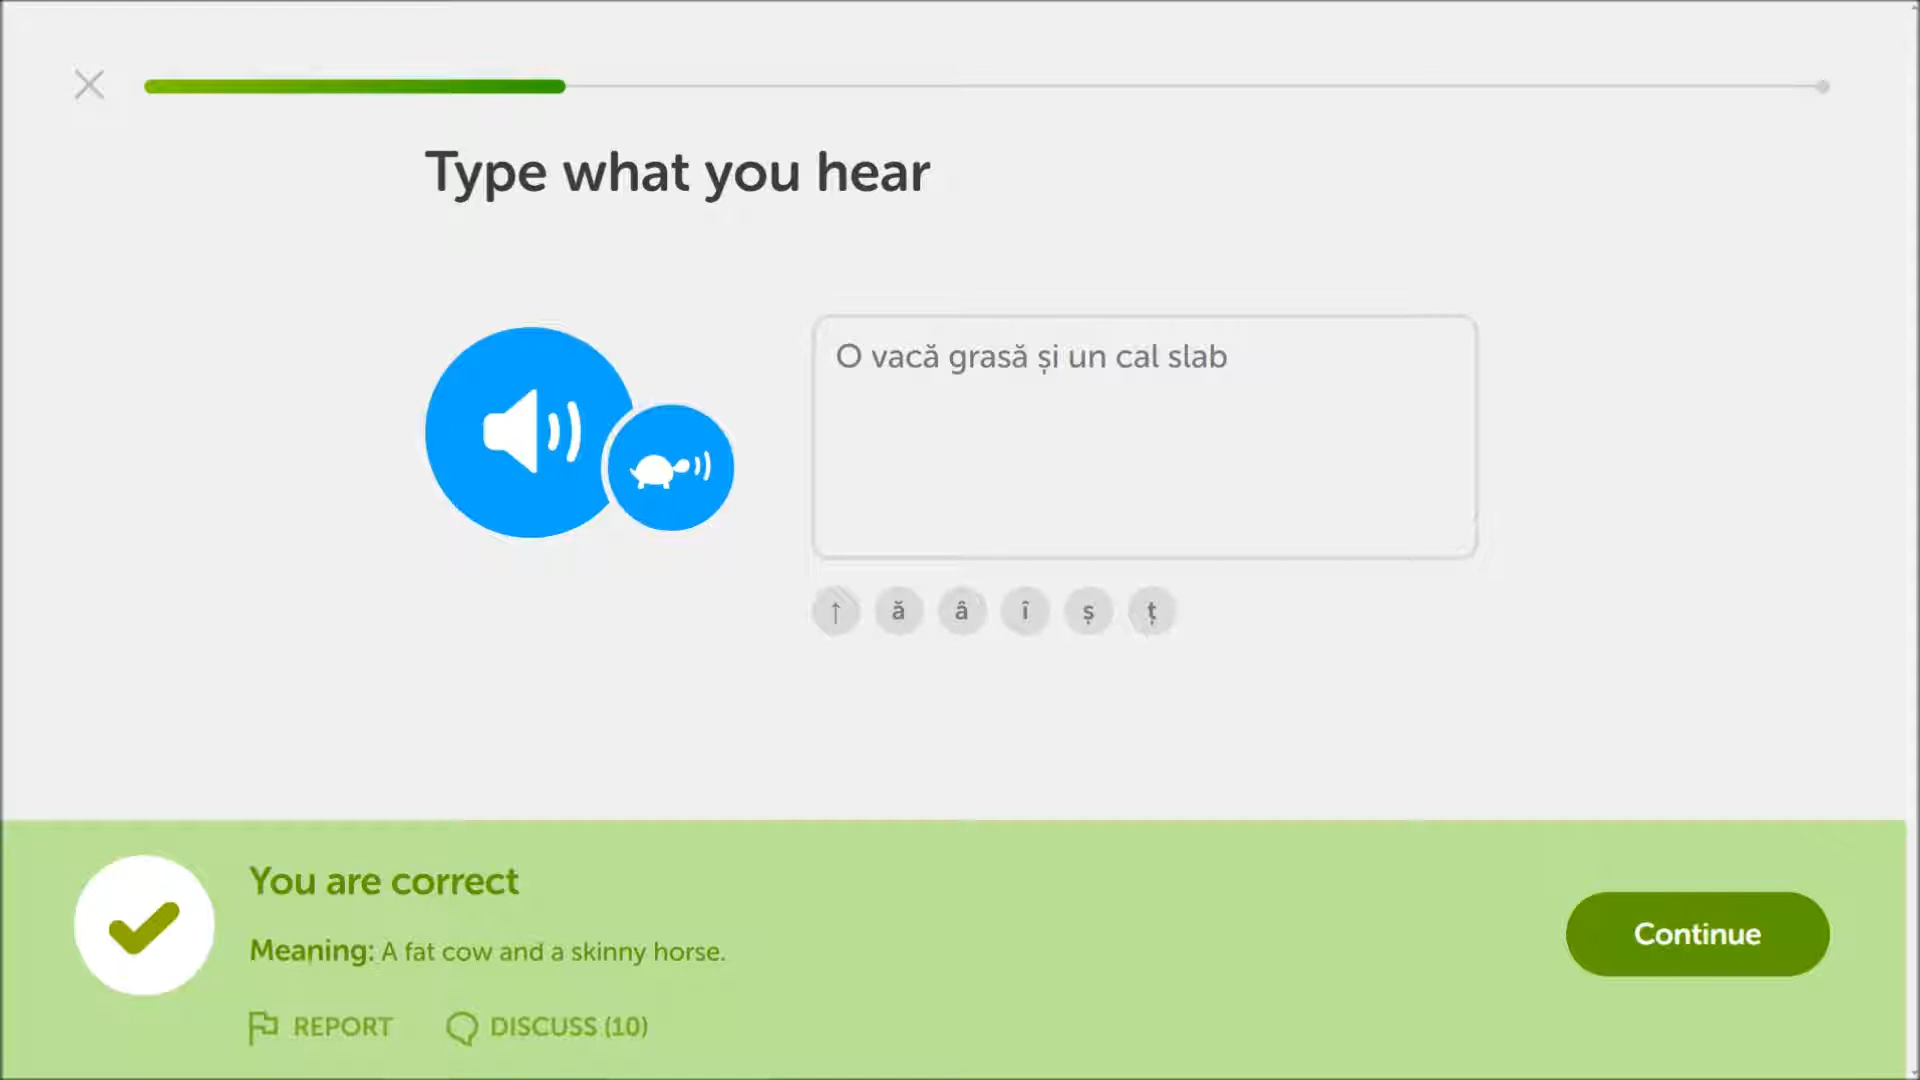 Type what you hear
O vacă grasă și un cal slab
↑ ă â î ș ț
You are correct
Meaning: A fat cow and a skinny horse.
Continue
REPORT DISCUSS (10)